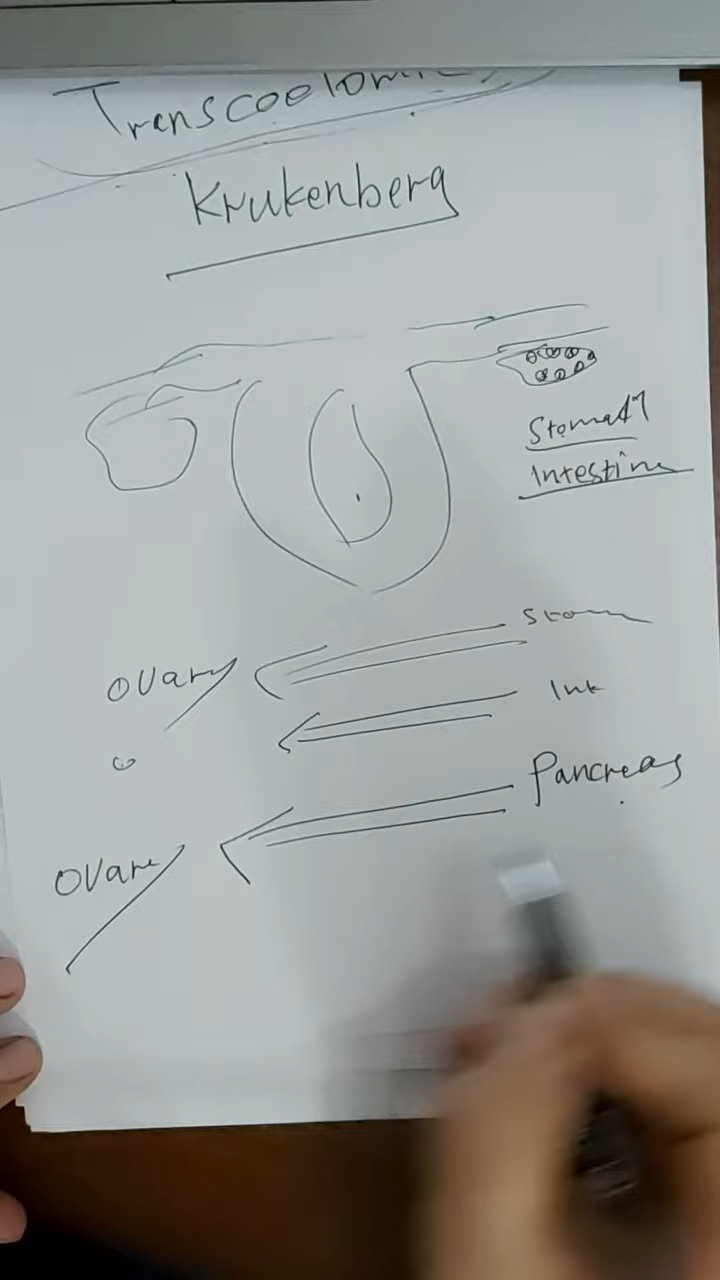 Transcoelomic
Krukenberg
Stomach
Intestine
Stom
Ovary
Int
Pancreas
Ovary